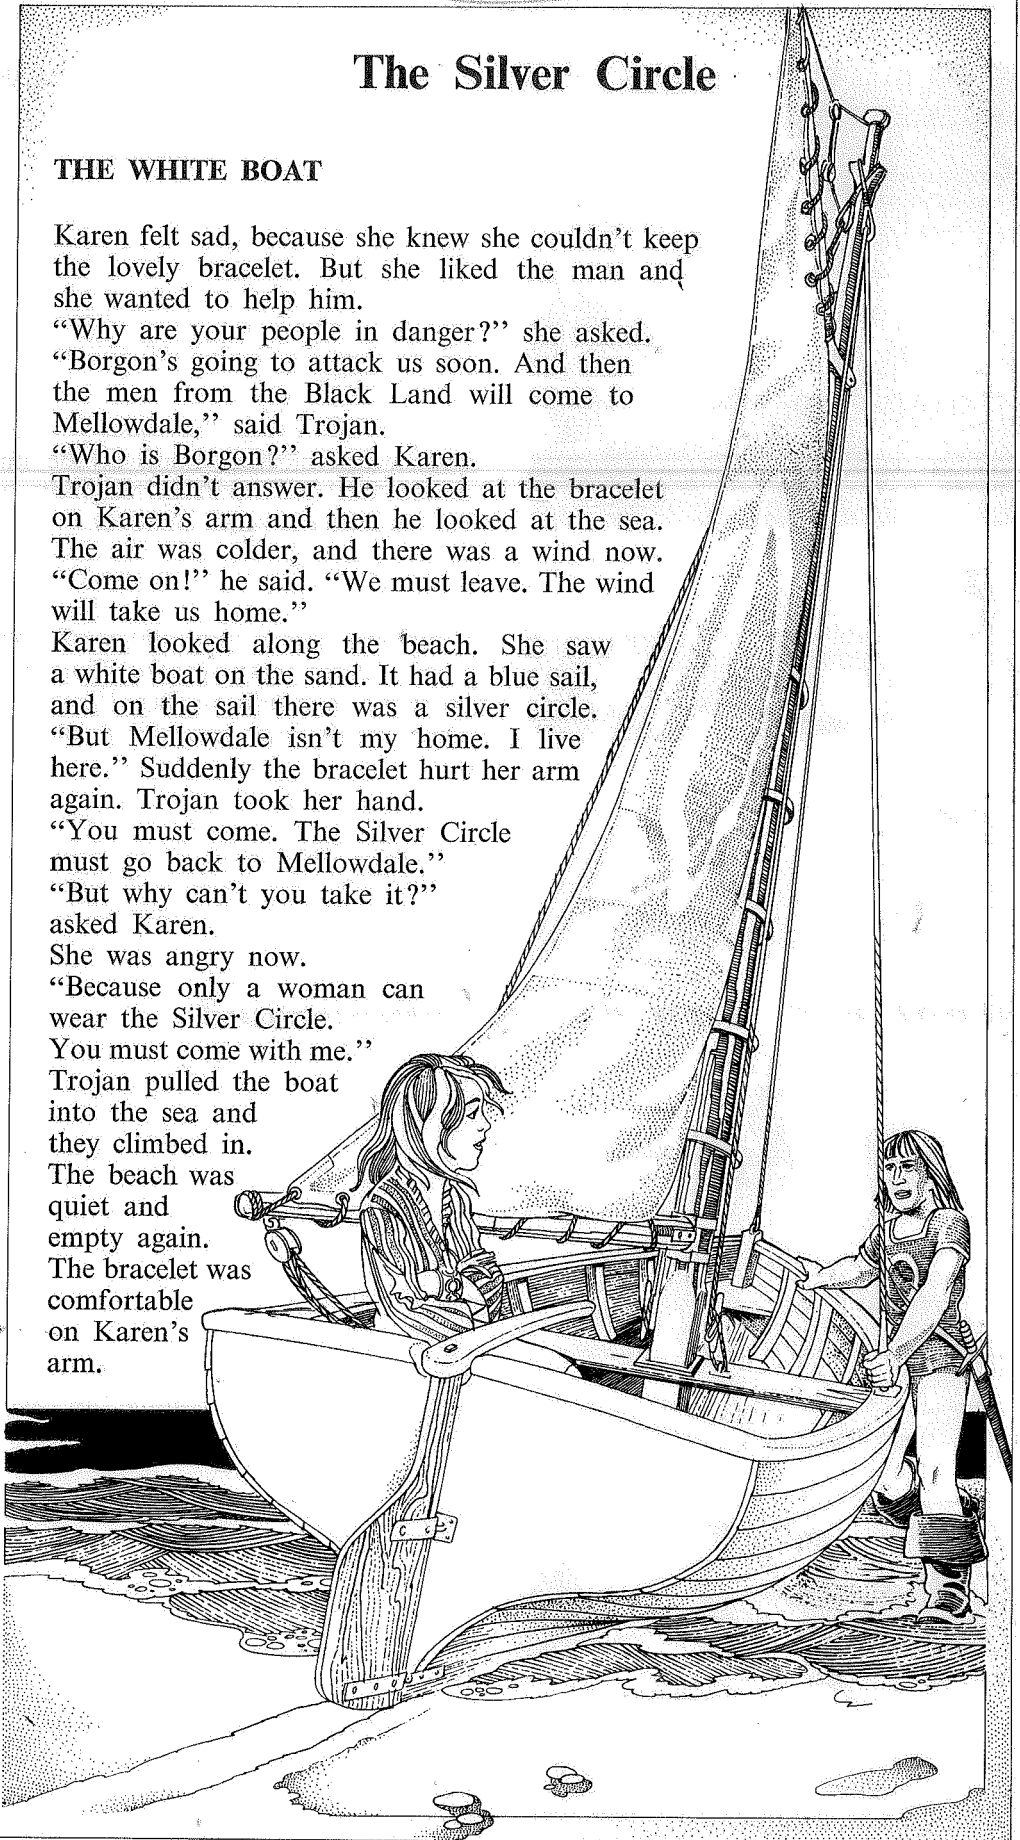 The Silver Circle
THE WHITE BOAT
Karen felt sad, because she knew she couldn't keep
the lovely bracelet. But she liked the man and
she wanted to help him.
“Why are your people in danger?” she asked.
“Borgon's going to attack us soon. And then
the men from the Black Land will come to
Mellowdale,” said Trojan.
“Who is Borgon?” asked Karen.
Trojan didn't answer. He looked at the bracelet
on Karen's arm and then he looked at the sea.
The air was colder, and there was a wind now.
“Come on!” he said. “We must leave. The wind
will take us home.”
Karen looked along the beach. She saw
a white boat on the sand. It had a blue sail,
and on the sail there was a silver circle.
“But Mellowdale isn't my home. I live
here.” Suddenly the bracelet hurt her arm
again. Trojan took her hand.
“You must come. The Silver Circle
must go back to Mellowdale.”
“But why can't you take it?”
asked Karen.
She was angry now.
“Because only a woman can
wear the Silver Circle.
You must come with me.”
Trojan pulled the boat
into the sea and
they climbed in.
The beach was
quiet and
empty again.
The bracelet was
comfortable
on Karen's
arm.